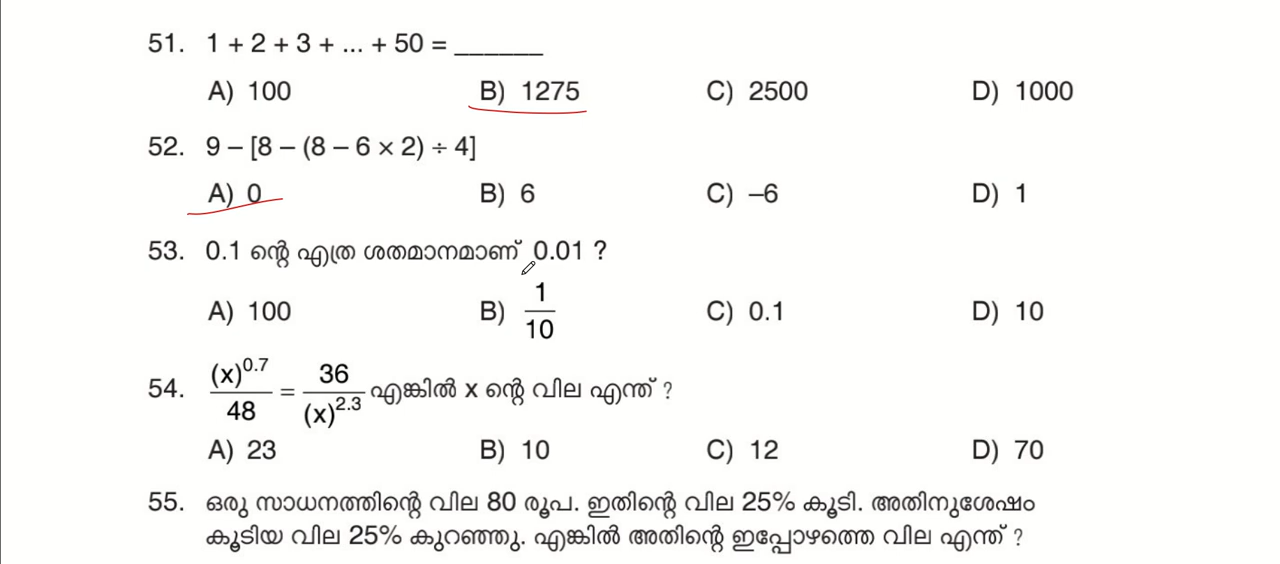 51. 1 + 2 + 3 + ... + 50 = ______
A) 100 B) 1275 C) 2500 D) 1000
52. 9 – [8 – (8 – 6 × 2) ÷ 4]
A) 0 B) 6 C) –6 D) 1
53. 0.1 ന്റെ എത്ര ശതമാനമാണ് 0.01 ?
A) 100 B) 1/10 C) 0.1 D) 10
54. (x)^0.7/48 = 36/(x)^2.3 എങ്കിൽ x ന്റെ വില എന്ത് ?
A) 23 B) 10 C) 12 D) 70
55. ഒരു സാധനത്തിന്റെ വില 80 രൂപ. ഇതിന്റെ വില 25% കൂടി. അതിനുശേഷം
കൂടിയ വില 25% കുറഞ്ഞു. എങ്കിൽ അതിന്റെ ഇപ്പോഴത്തെ വില എന്ത് ?